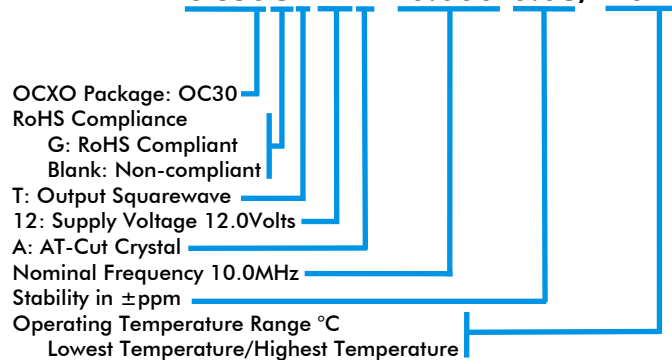 OCXO Package: OC30
RoHS Compliance
G: RoHS Compliant
Blank: Non-compliant
T: Output Squarewave
12: Supply Voltage 12.0Volts
A: AT-Cut Crystal
Nominal Frequency 10.0MHz
Stability in ±ppm
Operating Temperature Range °C
Lowest Temperature/Highest Temperature